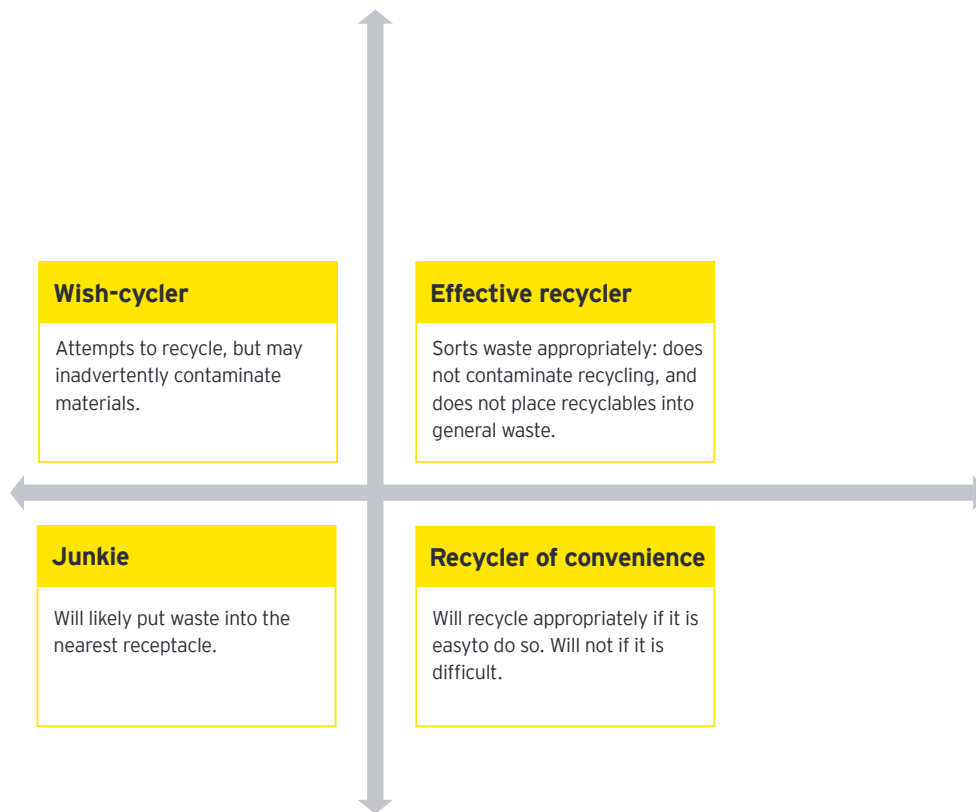 Wish-cycler
Attempts to recycle, but may
inadvertently contaminate
materials.
Effective recycler
Sorts waste appropriately: does
not contaminate recycling, and
does not place recyclables into
general waste.
Junkie
Will likely put waste into the
nearest receptacle.
Recycler of convenience
Will recycle appropriately if it is
easyto do so. Will not if it is
difficult.